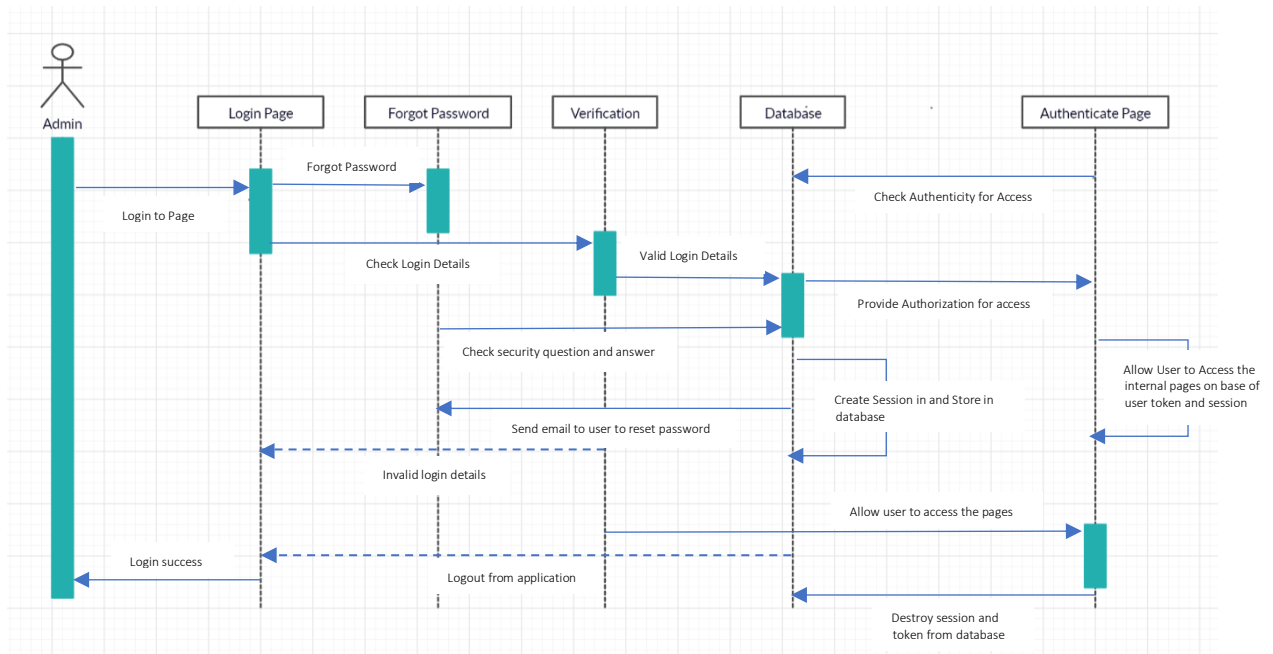 Admin
Login Page
Forgot Password
Verification
Database
Authenticate Page
Forgot Password
Login to Page
Check Authenticity for Access
Check Login Details
Valid Login Details
Provide Authorization for access
Check security question and answer
Allow User to Access the
internal pages on base of
user token and session
Create Session in and Store in
database
Send email to user to reset password
Invalid login details
Allow user to access the pages
Login success
Logout from application
Destroy session and
token from database